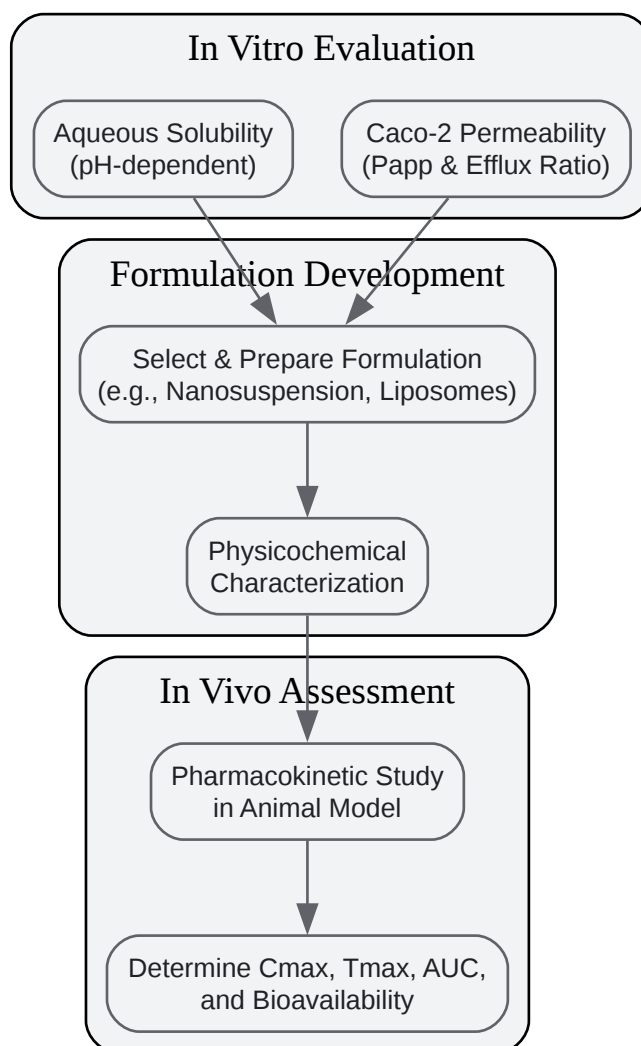 In Vitro Evaluation
Aqueous Solubility
(pH-dependent)
Caco-2 Permeability
(Papp & Efflux Ratio)
Formulation Development
Select & Prepare Formulation
(e.g., Nanosuspension, Liposomes)
Physicochemical
Characterization
In Vivo Assessment
Pharmacokinetic Study
in Animal Model
Determine Cmax, Tmax, AUC,
and Bioavailability